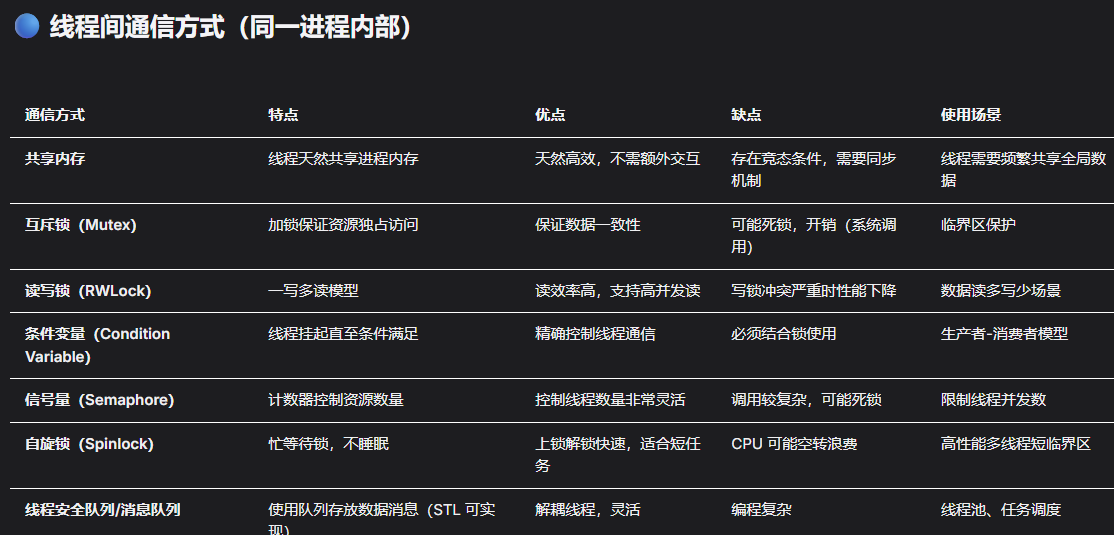 线程间通信方式（同一进程内部）
通信方式 特点 优点 缺点 使用场景
共享内存 线程天然共享进程内存 天然高效，不需额外交互 存在竞态条件，需要同步 线程需要频繁共享全局数
机制 据
互斥锁（Mutex） 加锁保证资源独占访问 保证数据一致性 可能死锁，开销（系统调 临界区保护
用）
读写锁（RWLock） 一写多读模型 读效率高，支持高并发读 写锁冲突严重时性能下降 数据读多写少场景
条件变量（Condition 线程挂起直至条件满足 精确控制线程通信 必须结合锁使用 生产者-消费者模型
Variable）
信号量（Semaphore） 计数器控制资源数量 控制线程数量非常灵活 调用较复杂，可能死锁 限制线程并发数
自旋锁（Spinlock） 忙等待锁，不睡眠 上锁解锁快速，适合短任 CPU 可能空转浪费 高性能多线程短临界区
务
线程安全队列/消息队列 使用队列存放数据消息（STL 可实 解耦线程，灵活 编程复杂 线程池、任务调度
现）